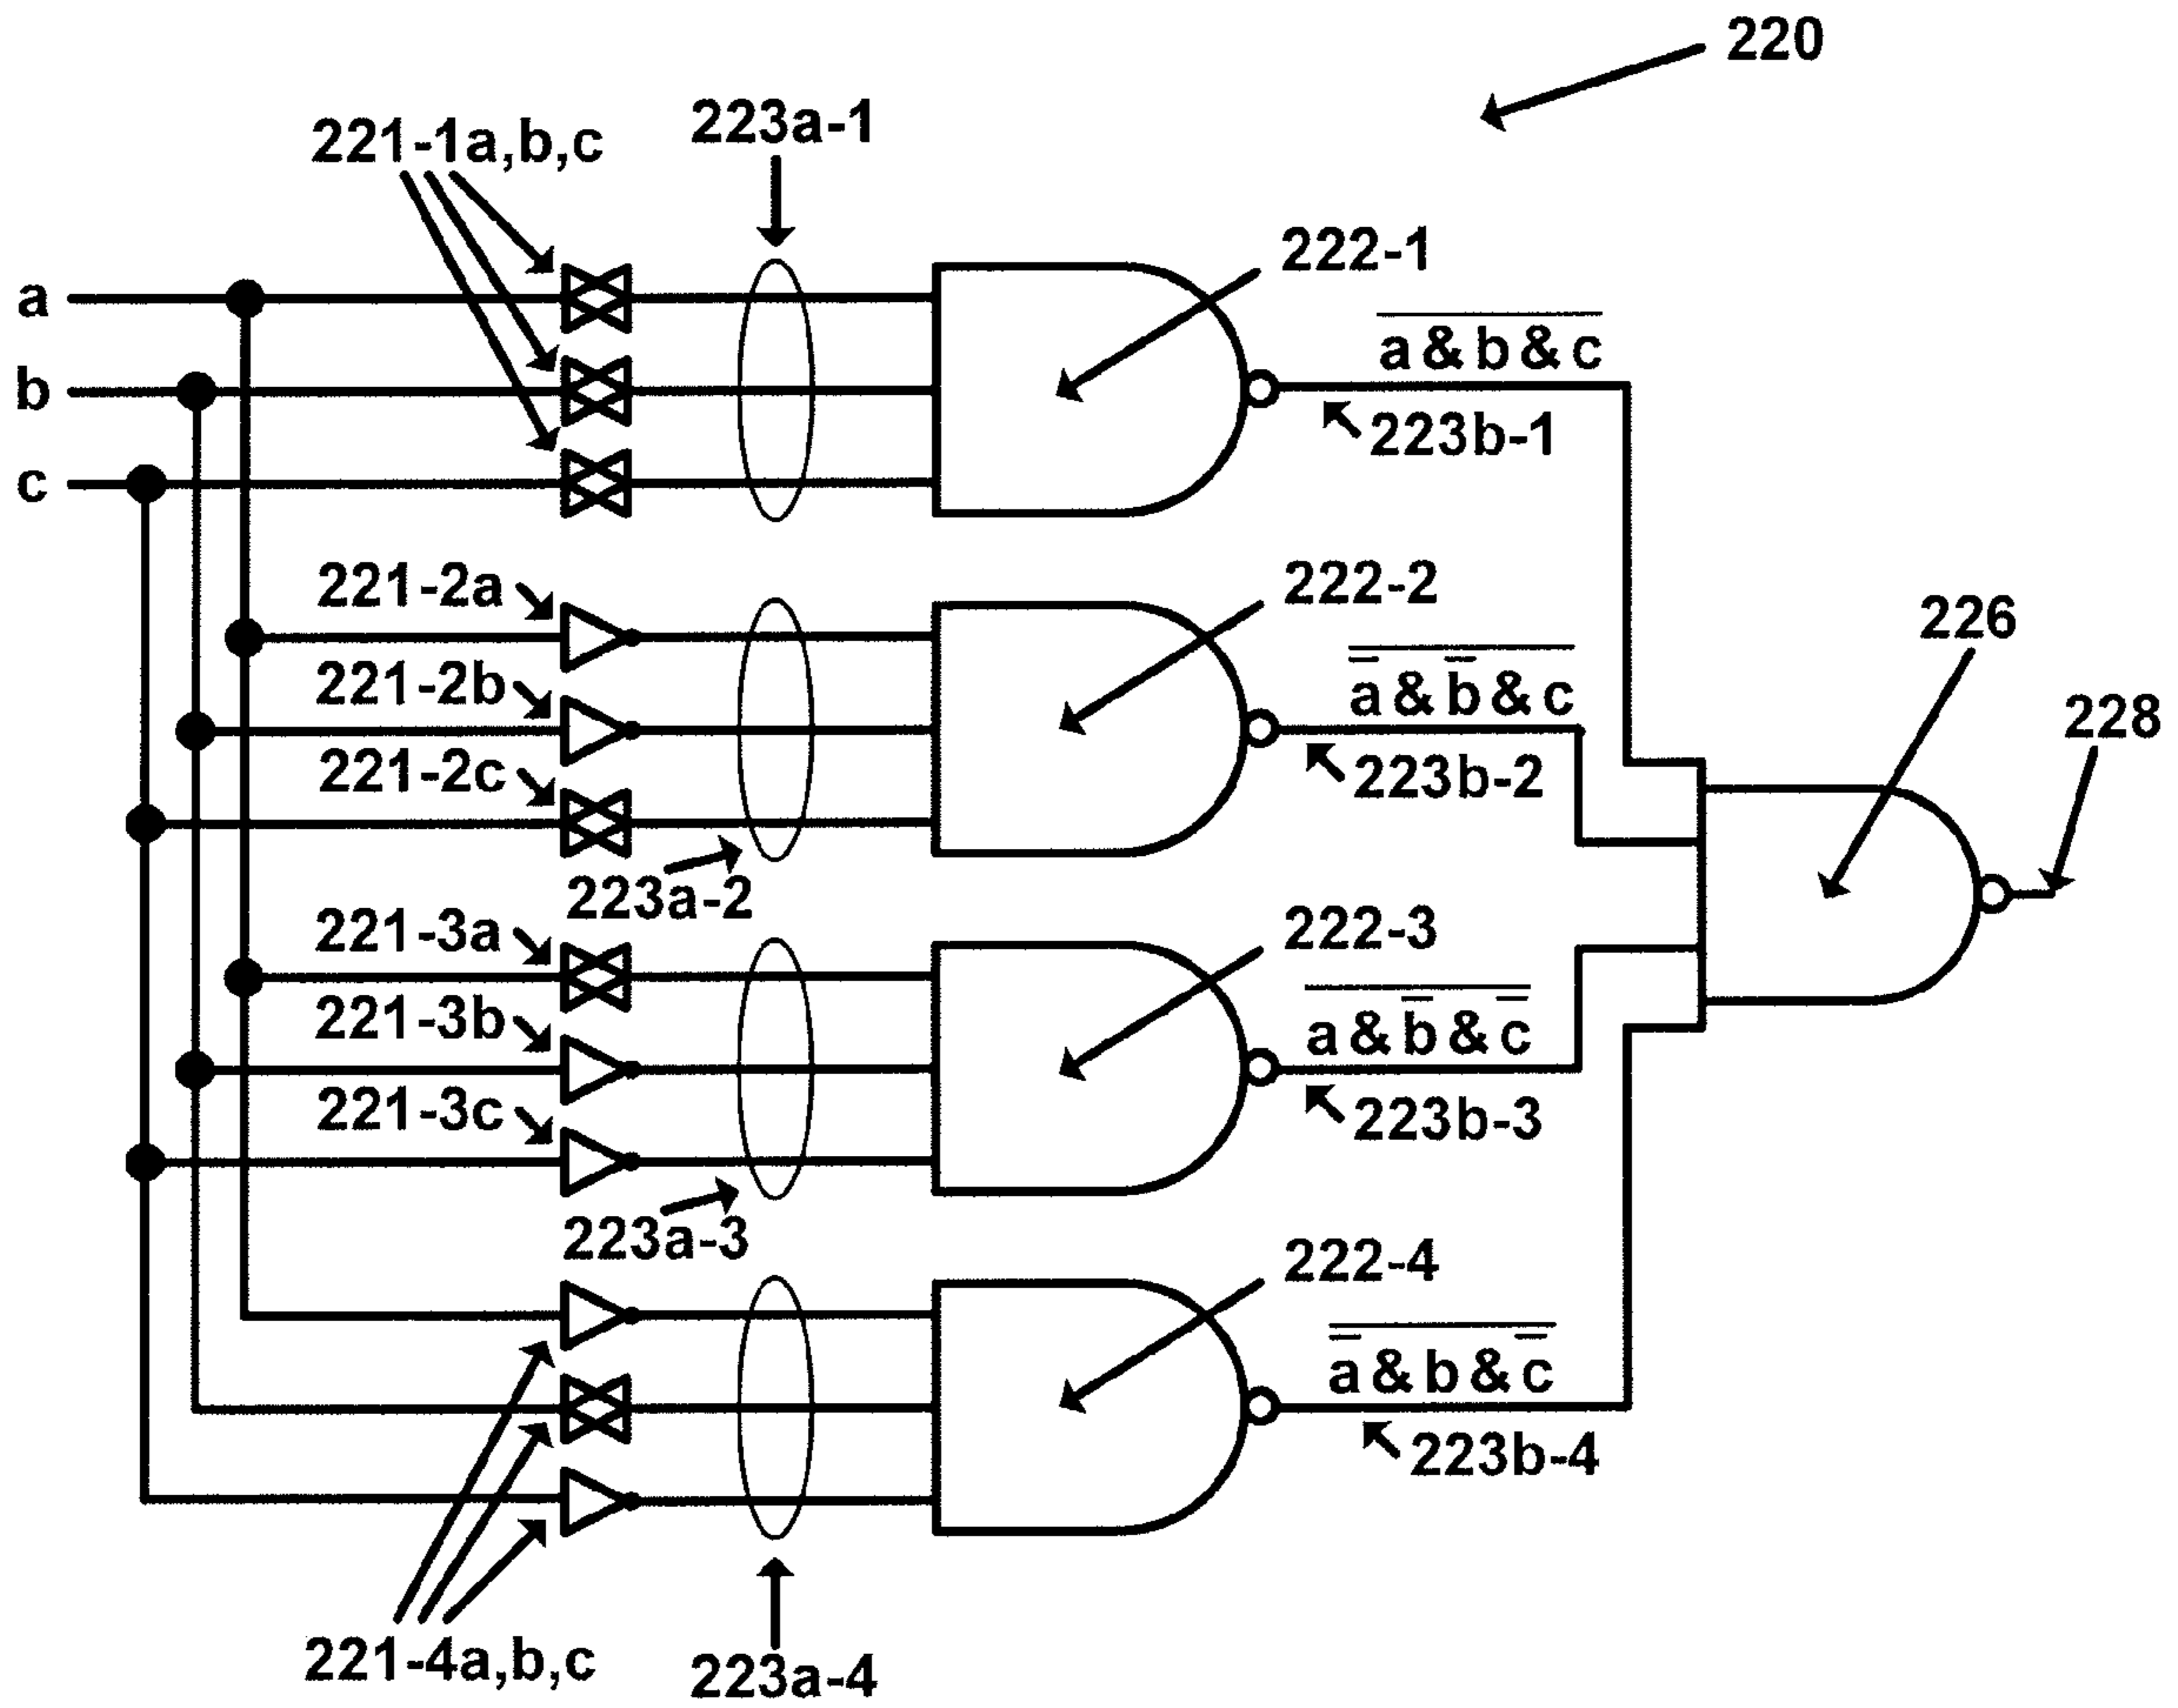 220
223a-1
221-1a,b,c
222-1
a
a̅ ̅&̅ ̅b̅ ̅&̅ ̅c̅
b
223b-1
c
221-2a
222-2
226
221-2b
a̿ ̅&̅ ̅b̿ ̅&̅ ̅c̅
228
221-2c
223b-2
223a-2
221-3a
222-3
221-3b
a̅ ̅&̅ ̅b̿ ̅&̅ ̅c̿
221-3c
223b-3
223a-3
222-4
a̿ ̅&̅ ̅b̅ ̅&̅ ̅c̿
223b-4
221-4a,b,c
223a-4